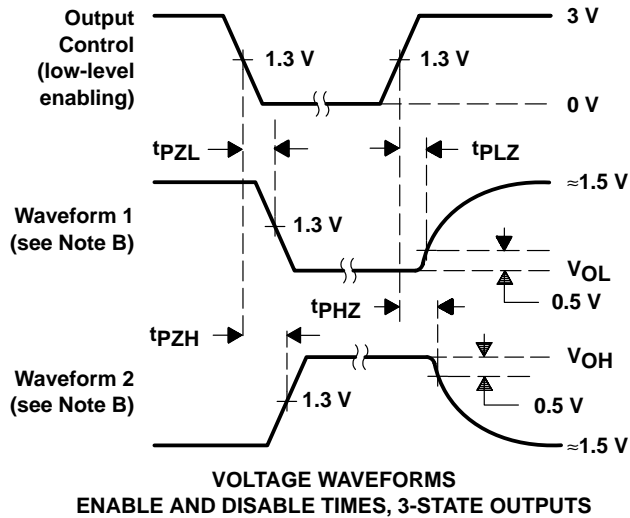 Output
Control
(low-level
enabling)
1.3 V
1.3 V
3 V
0 V
tPZL
tPLZ
Waveform 1
(see Note B)
1.3 V
≈1.5 V
VOL
0.5 V
tPHZ
tPZH
Waveform 2
(see Note B)
1.3 V
VOH
0.5 V
≈1.5 V
VOLTAGE WAVEFORMS
ENABLE AND DISABLE TIMES, 3-STATE OUTPUTS